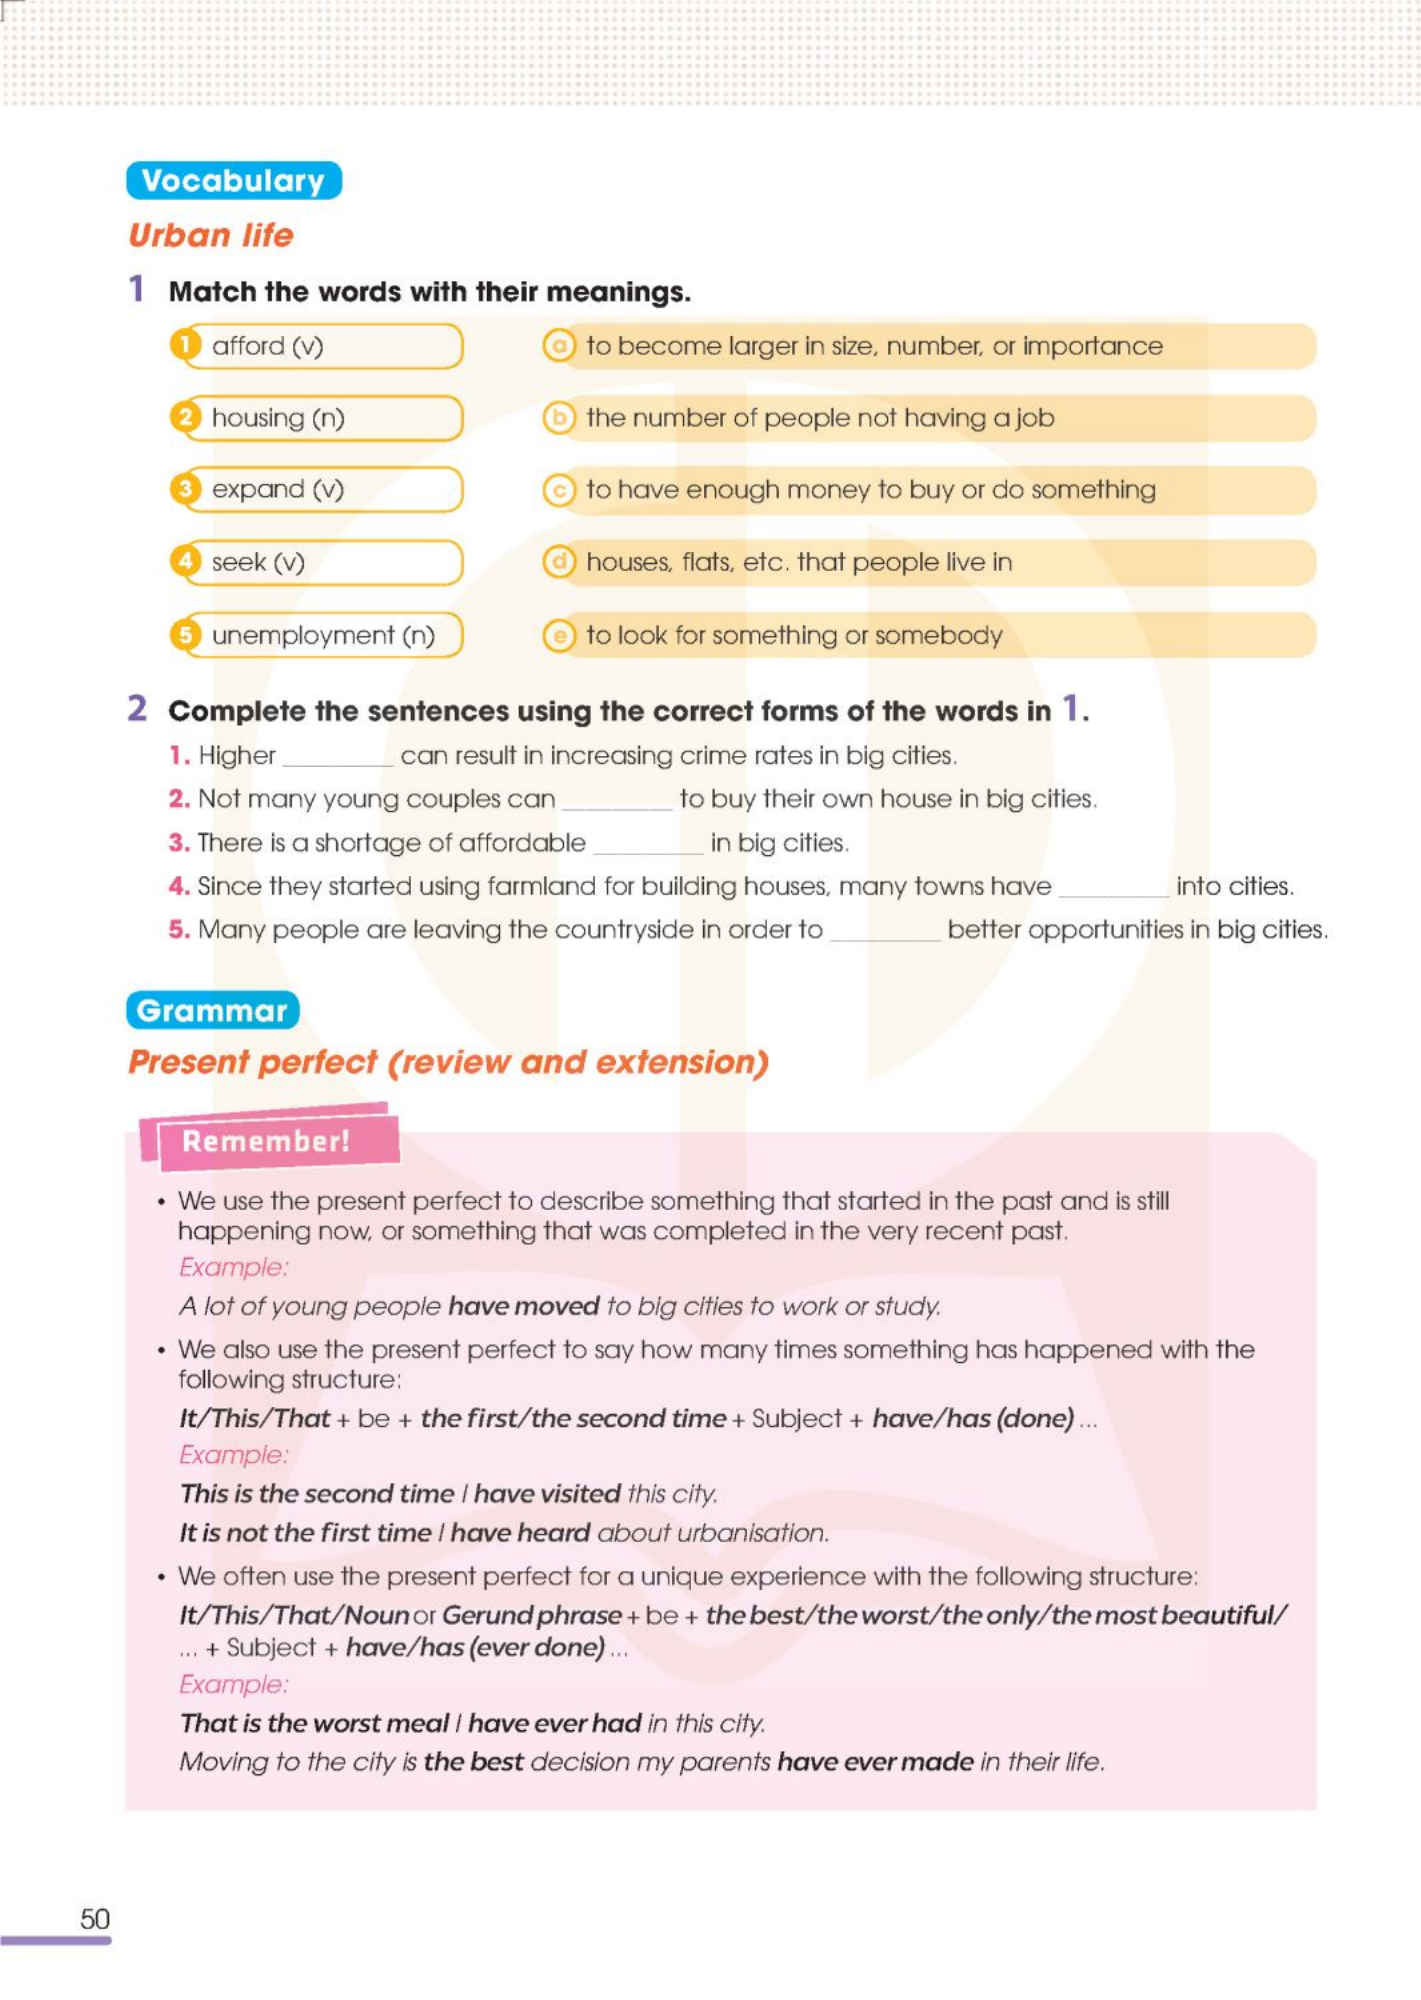 Vocabulary
Urban life
1 Match the words with their meanings.
1 afford (v)
a to become larger in size, number, or importance
2 housing (n)
b the number of people not having a job
3 expand (v)
c to have enough money to buy or do something
4 seek (v)
d houses, flats, etc. that people live in
5 unemployment (n)
e to look for something or somebody
2 Complete the sentences using the correct forms of the words in 1.
1. Higher ________ can result in increasing crime rates in big cities.
2. Not many young couples can ________ to buy their own house in big cities.
3. There is a shortage of affordable ________ in big cities.
4. Since they started using farmland for building houses, many towns have ________ into cities.
5. Many people are leaving the countryside in order to ________ better opportunities in big cities.
Grammar
Present perfect (review and extension)
Remember!
• We use the present perfect to describe something that started in the past and is still
happening now, or something that was completed in the very recent past.
Example:
A lot of young people have moved to big cities to work or study.
• We also use the present perfect to say how many times something has happened with the
following structure:
It/This/That + be + the first/the second time + Subject + have/has (done) ...
Example:
This is the second time I have visited this city.
It is not the first time I have heard about urbanisation.
• We often use the present perfect for a unique experience with the following structure:
It/This/That/Noun or Gerund phrase + be + the best/the worst/the only/the most beautiful/
... + Subject + have/has (ever done) ...
Example:
That is the worst meal I have ever had in this city.
Moving to the city is the best decision my parents have ever made in their life.
50